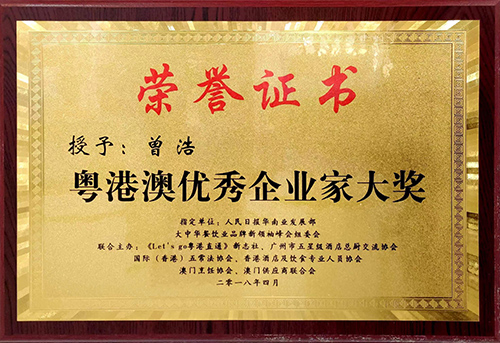 荣誉证书
授予：曾浩
粤港澳优秀企业家大奖
指定单位：人民日报华南业发展部
大中华餐饮业品牌新领袖峰会组委会
联合主办：《Let's go粤港直通》新志社、广州市五星级酒店总厨交流协会
国际（香港）五常法协会、香港酒店及饮食专业人员协会
澳门烹饪协会、澳门供应商联合会
二零一八年四月